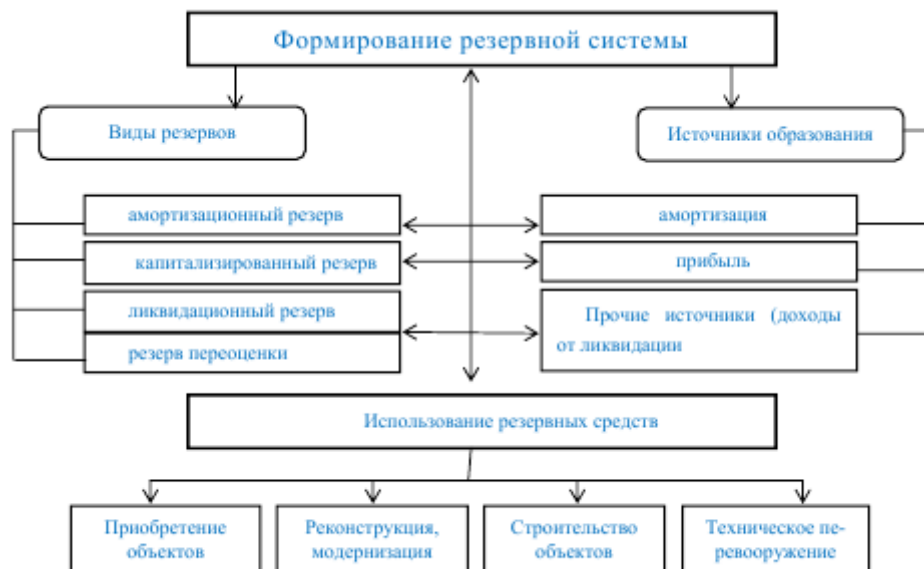 Формирование резервной системы
Виды резервов
Источники образования
амортизационный резерв
амортизация
капитализированный резерв
прибыль
ликвидационный резерв
Прочие источники (доходы
от ликвидации
резерв переоценки
Использование резервных средств
Приобретение
объектов
Реконструкция,
модернизация
Строительство
объектов
Техническое пе-
ревооружение